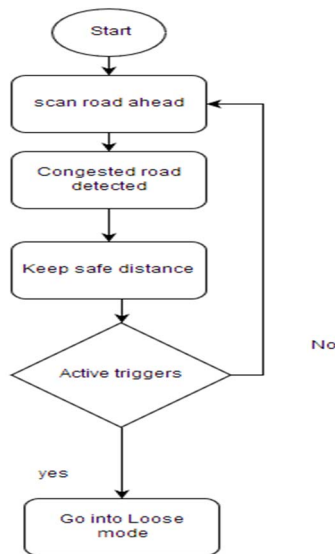 Start
scan road ahead
Congested road
detected
Keep safe distance
Active triggers
No
yes
Go into Loose
mode